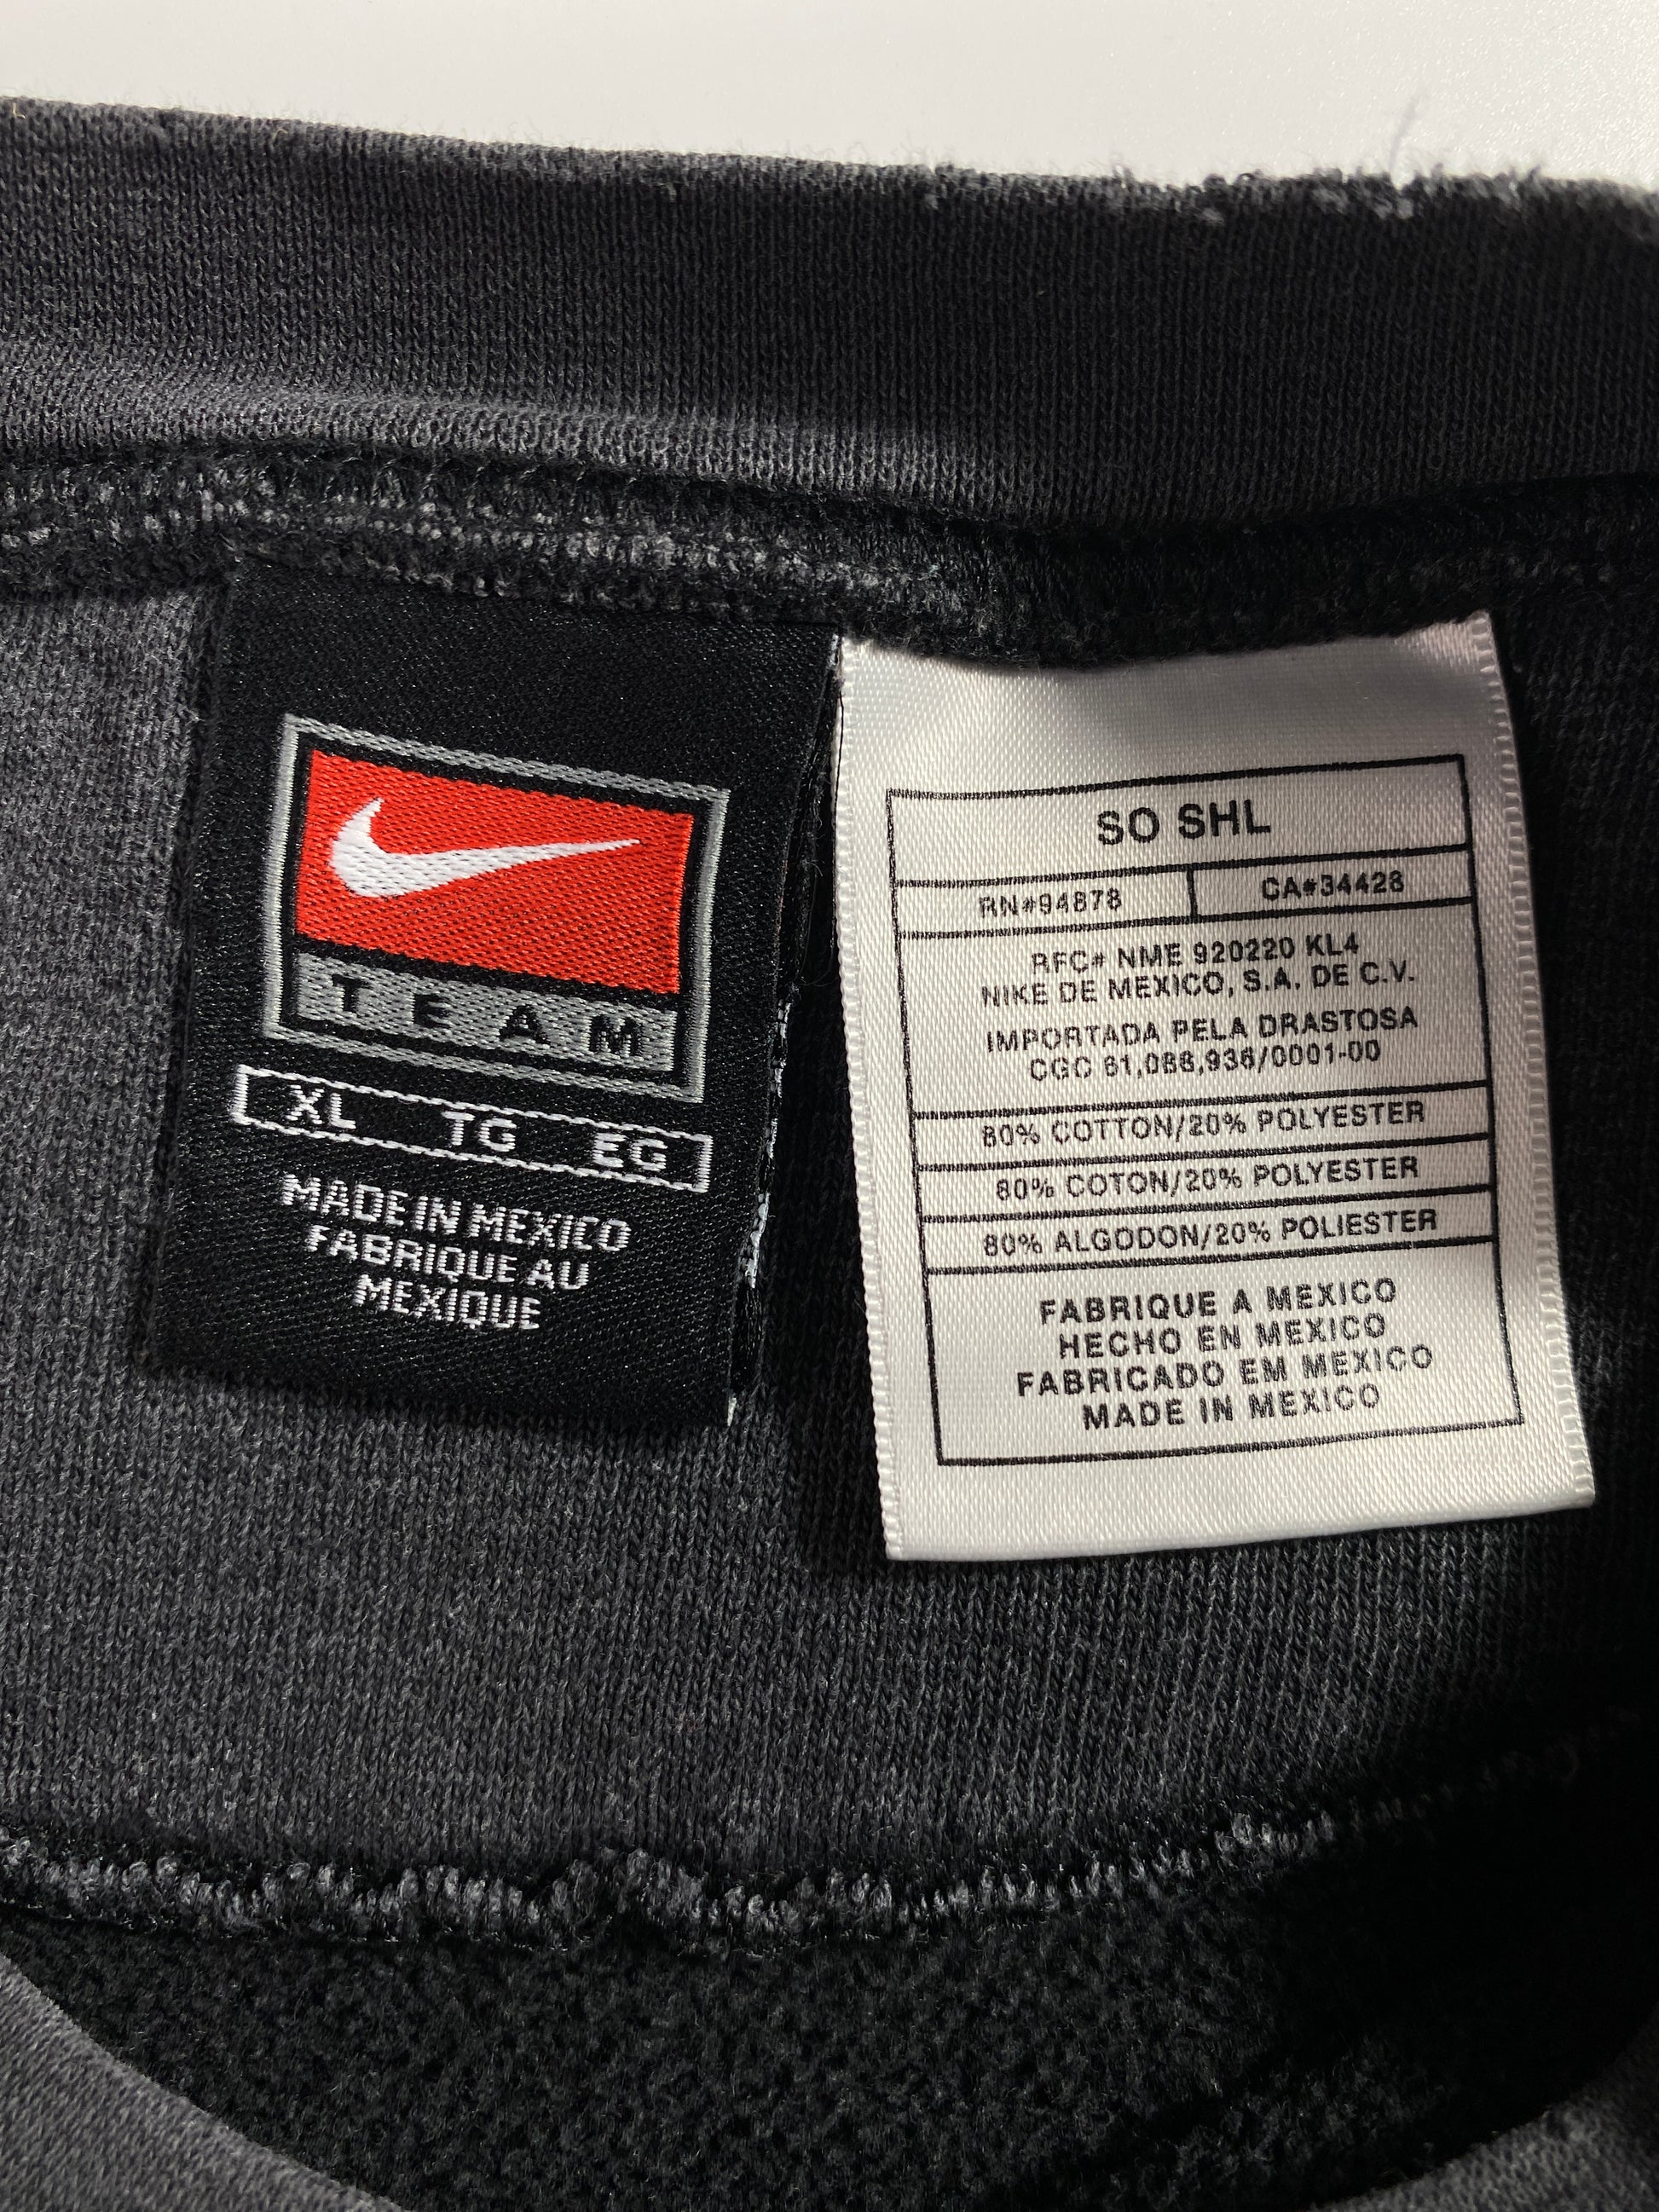 TEAM
XL TG EG
MADE IN MEXICO
FABRIQUE AU
MEXIQUE
SO SHL
RN#94878 CA#34428
RFC# NME 920220 KL4
NIKE DE MEXICO, S.A. DE C.V.
IMPORTADA PELA DRASTOSA
CGC 61,088,936/0001-00
80% COTTON/20% POLYESTER
80% COTON/20% POLYESTER
80% ALGODON/20% POLIESTER
FABRIQUE A MEXICO
HECHO EN MEXICO
FABRICADO EM MEXICO
MADE IN MEXICO